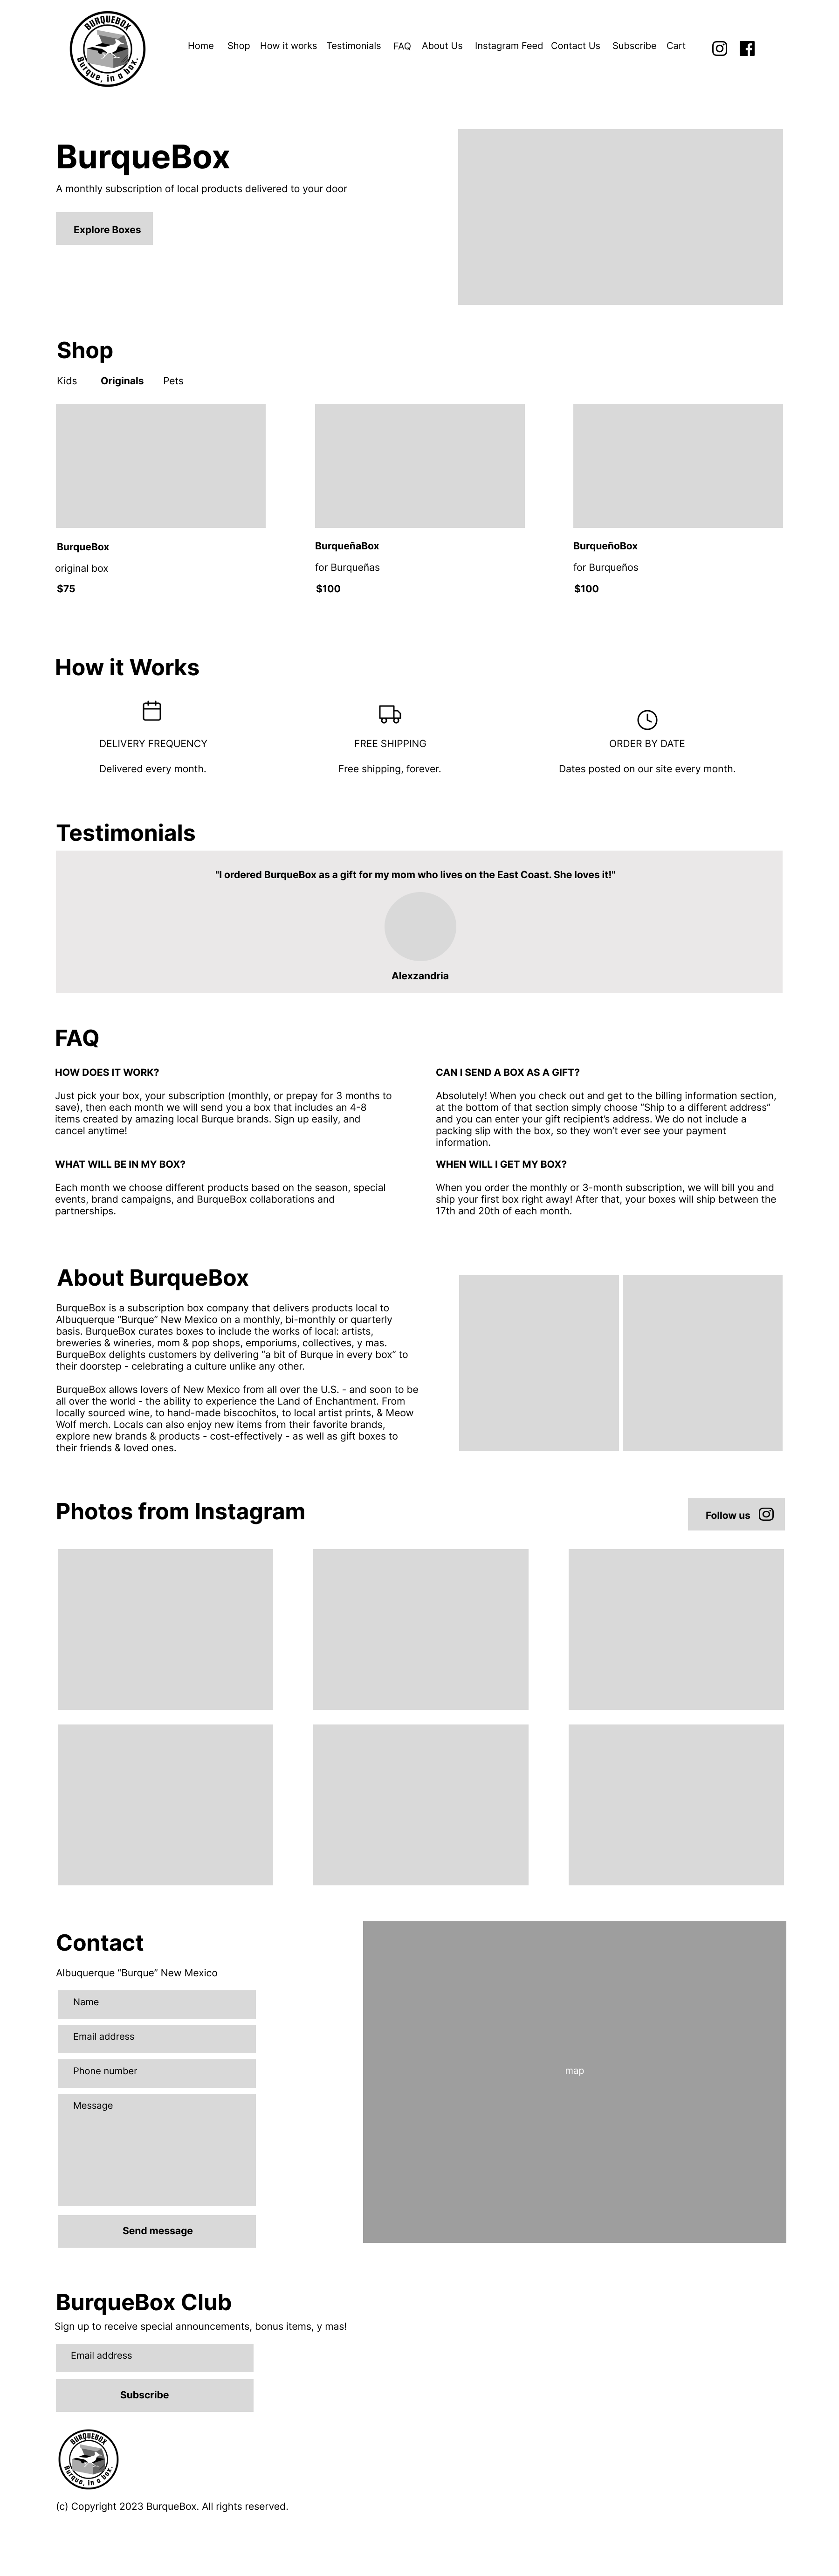 BURQUEBOX
Burque, in a box.
Home Shop How it works Testimonials FAQ About Us Instagram Feed Contact Us Subscribe Cart
BurqueBox
A monthly subscription of local products delivered to your door
Explore Boxes
Shop
Kids Originals Pets
BurqueBox
original box
$75
BurqueñaBox
for Burqueñas
$100
BurqueñoBox
for Burqueños
$100
How it Works
DELIVERY FREQUENCY
Delivered every month.
FREE SHIPPING
Free shipping, forever.
ORDER BY DATE
Dates posted on our site every month.
Testimonials
"I ordered BurqueBox as a gift for my mom who lives on the East Coast. She loves it!"
Alexzandria
FAQ
HOW DOES IT WORK?
Just pick your box, your subscription (monthly, or prepay for 3 months to
save), then each month we will send you a box that includes an 4-8
items created by amazing local Burque brands. Sign up easily, and
cancel anytime!
CAN I SEND A BOX AS A GIFT?
Absolutely! When you check out and get to the billing information section,
at the bottom of that section simply choose “Ship to a different address”
and you can enter your gift recipient’s address. We do not include a
packing slip with the box, so they won’t ever see your payment
information.
WHAT WILL BE IN MY BOX?
Each month we choose different products based on the season, special
events, brand campaigns, and BurqueBox collaborations and
partnerships.
WHEN WILL I GET MY BOX?
When you order the monthly or 3-month subscription, we will bill you and
ship your first box right away! After that, your boxes will ship between the
17th and 20th of each month.
About BurqueBox
BurqueBox is a subscription box company that delivers products local to
Albuquerque “Burque” New Mexico on a monthly, bi-monthly or quarterly
basis. BurqueBox curates boxes to include the works of local: artists,
breweries & wineries, mom & pop shops, emporiums, collectives, y mas.
BurqueBox delights customers by delivering “a bit of Burque in every box” to
their doorstep - celebrating a culture unlike any other.
BurqueBox allows lovers of New Mexico from all over the U.S. - and soon to be
all over the world - the ability to experience the Land of Enchantment. From
locally sourced wine, to hand-made biscochitos, to local artist prints, & Meow
Wolf merch. Locals can also enjoy new items from their favorite brands,
explore new brands & products - cost-effectively - as well as gift boxes to
their friends & loved ones.
Photos from Instagram
Follow us
Contact
Albuquerque “Burque” New Mexico
Name
Email address
Phone number
Message
Send message
map
BurqueBox Club
Sign up to receive special announcements, bonus items, y mas!
Email address
Subscribe
BURQUEBOX
Burque, in a box.
(c) Copyright 2023 BurqueBox. All rights reserved.